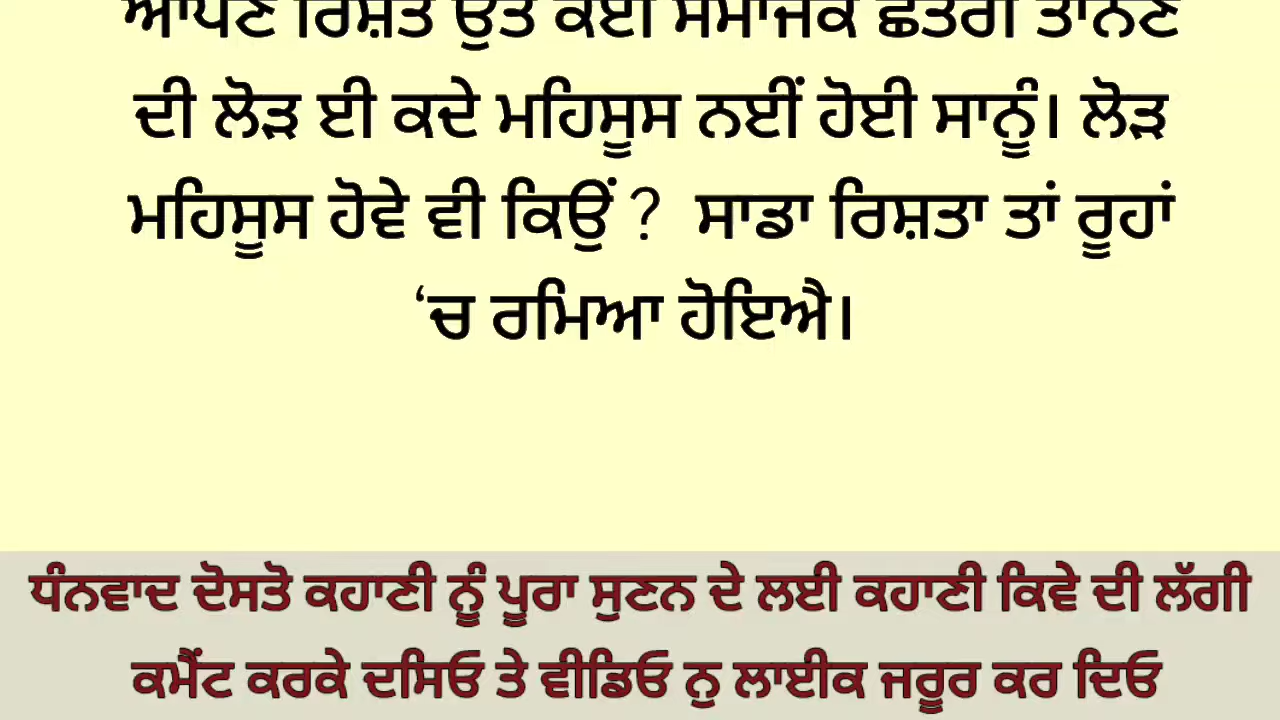 ਦੀ ਲੋੜ ਈ ਕਦੇ ਮਹਿਸੂਸ ਨਈਂ ਹੋਈ ਸਾਨੂੰ। ਲੋੜ
ਮਹਿਸੂਸ ਹੋਵੇ ਵੀ ਕਿਉਂ ? ਸਾਡਾ ਰਿਸ਼ਤਾ ਤਾਂ ਰੂਹਾਂ
‘ਚ ਰਮਿਆ ਹੋਇਐ।
ਧੰਨਵਾਦ ਦੋਸਤੋ ਕਹਾਣੀ ਨੂੰ ਪੂਰਾ ਸੁਣਨ ਦੇ ਲਈ ਕਹਾਣੀ ਕਿਵੇ ਦੀ ਲੱਗੀ
ਕਮੈਂਟ ਕਰਕੇ ਦਸਿਓ ਤੇ ਵੀਡਿਓ ਨੁ ਲਾਈਕ ਜਰੂਰ ਕਰ ਦਿਓ